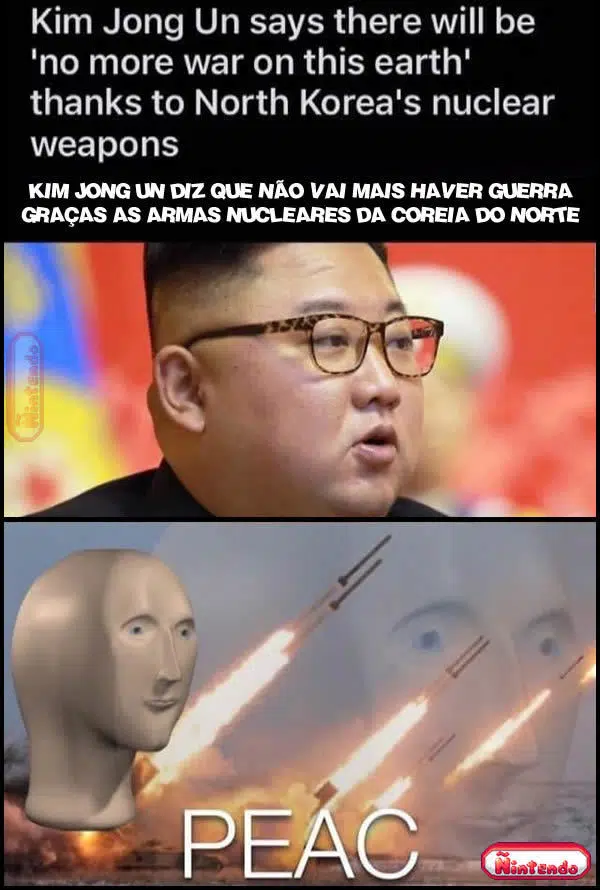 Kim Jong Un says there will be
'no more war on this earth'
thanks to North Korea's nuclear
weapons
KIM JONG UN DIZ QUE NÃO VAI MAIS HAVER GUERRA
GRAÇAS AS ARMAS NUCLEARES DA COREIA DO NORTE
Ñintendo
PEAC
Ñintendo